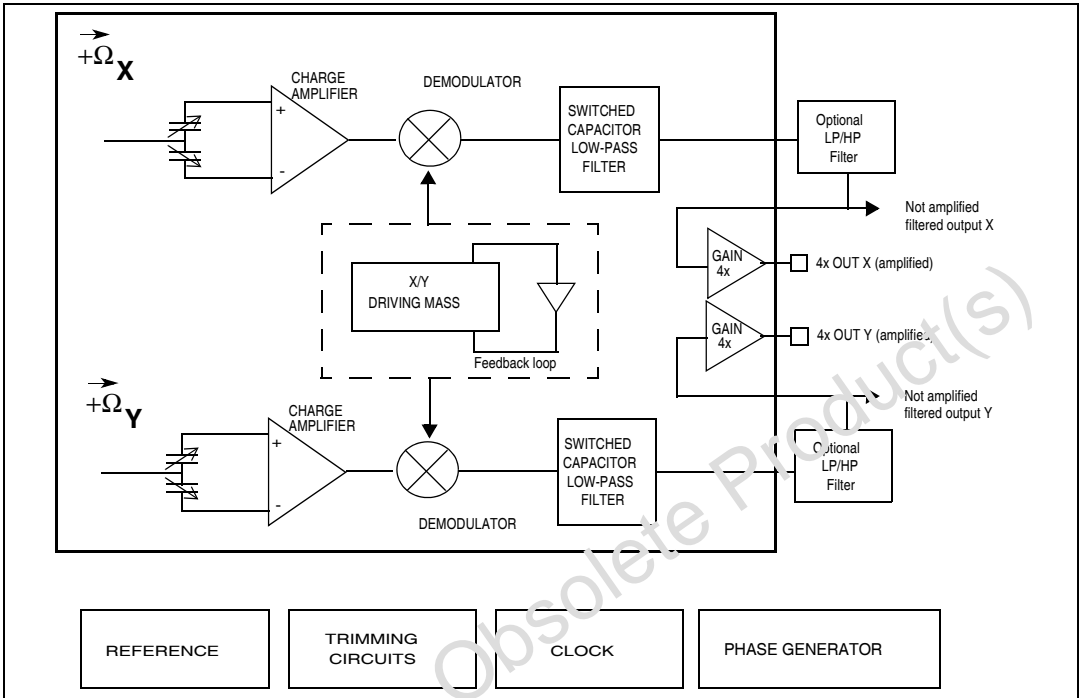 +Ω X
CHARGE
AMPLIFIER
DEMODULATOR
+
-
SWITCHED
CAPACITOR
LOW-PASS
FILTER
Optional
LP/HP
Filter
Not amplified
filtered output X
GAIN
4x
4x OUT X (amplified)
X/Y
DRIVING MASS
Feedback loop
GAIN
4x
4x OUT Y (amplified)
Not amplified
filtered output Y
+Ω Y
CHARGE
AMPLIFIER
+
-
DEMODULATOR
SWITCHED
CAPACITOR
LOW-PASS
FILTER
Optional
LP/HP
Filter
REFERENCE
TRIMMING
CIRCUITS
CLOCK
PHASE GENERATOR
Obsolete Product(s)